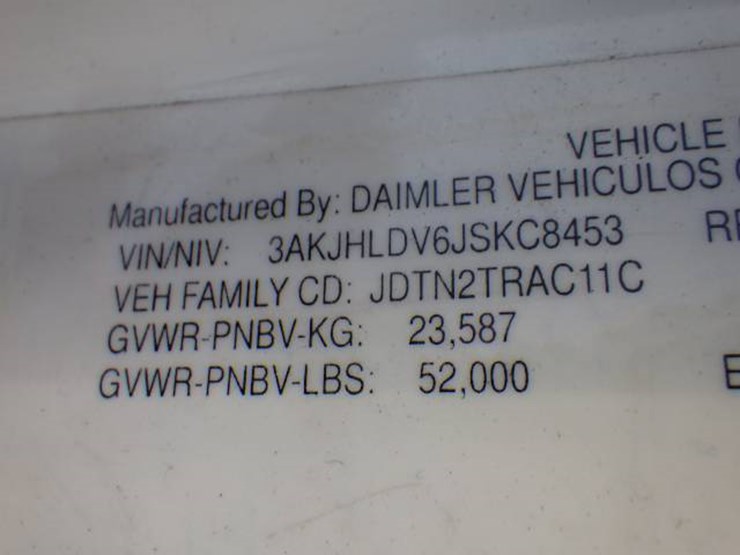 VEHICLE
Manufactured By: DAIMLER VEHICULOS
VIN/NIV: 3AKJHLDV6JSKC8453
VEH FAMILY CD: JDTN2TRAC11C
GVWR-PNBV-KG: 23,587
GVWR-PNBV-LBS: 52,000